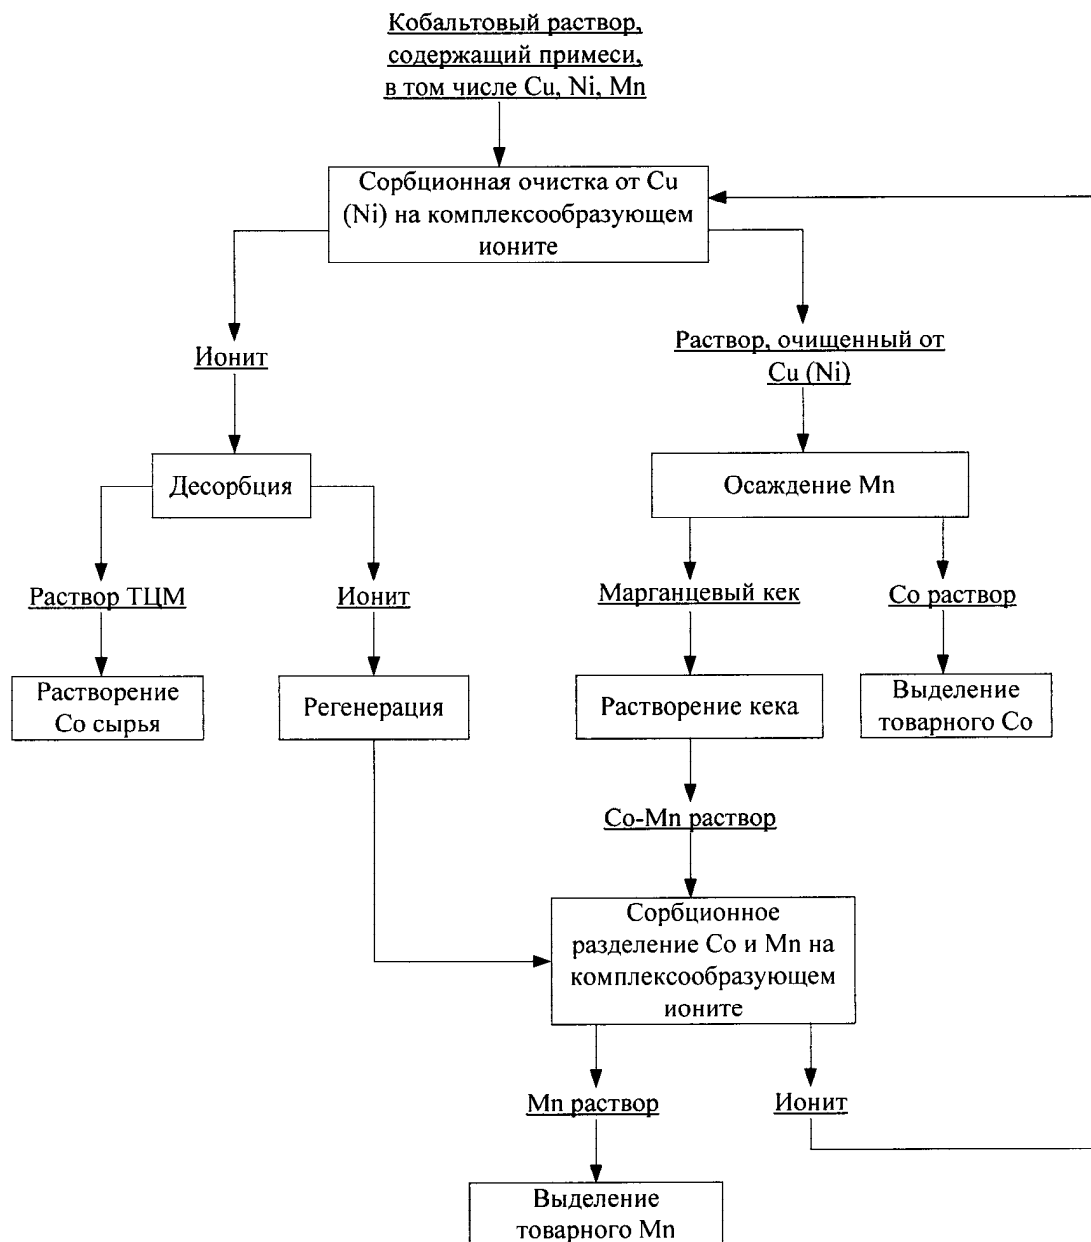 Кобальтовый раствор,
содержащий примеси,
в том числе Cu, Ni, Mn
Сорбционная очистка от Cu
(Ni) на комплексообразующем
ионите
Ионит
Раствор, очищенный от
Cu (Ni)
Десорбция
Осаждение Mn
Раствор ТЦМ
Ионит
Марганцевый кек
Co раствор
Растворение
Co сырья
Регенерация
Растворение кека
Выделение
товарного Co
Co-Mn раствор
Сорбционное
разделение Co и Mn на
комплексообразующем
ионите
Mn раствор
Ионит
Выделение
товарного Mn